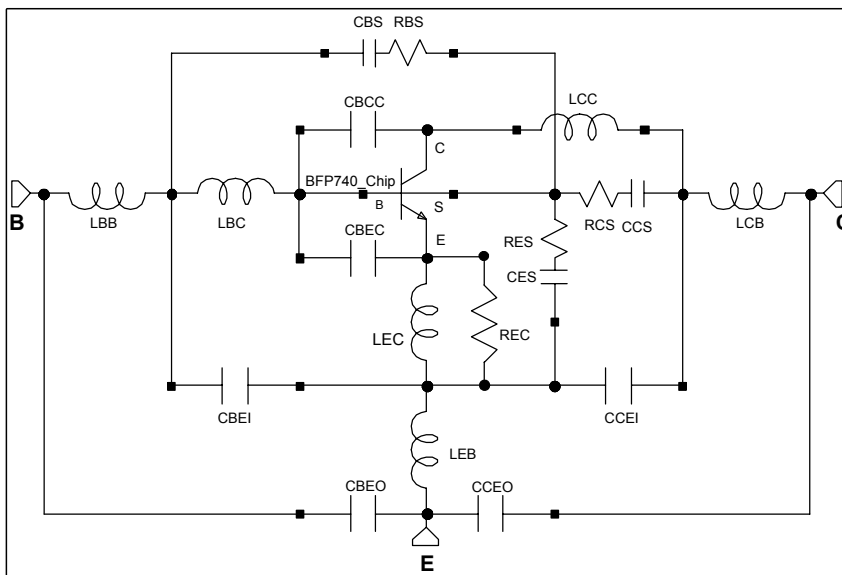 CBS RBS
CBCC
LCC
C
BFP740_Chip
B
S
B
LBB
LBC
RCS
CCS
LCB
C
CBEC
E
RES
CES
LEC
REC
CBEI
CCEI
LEB
CBEO
CCEO
E